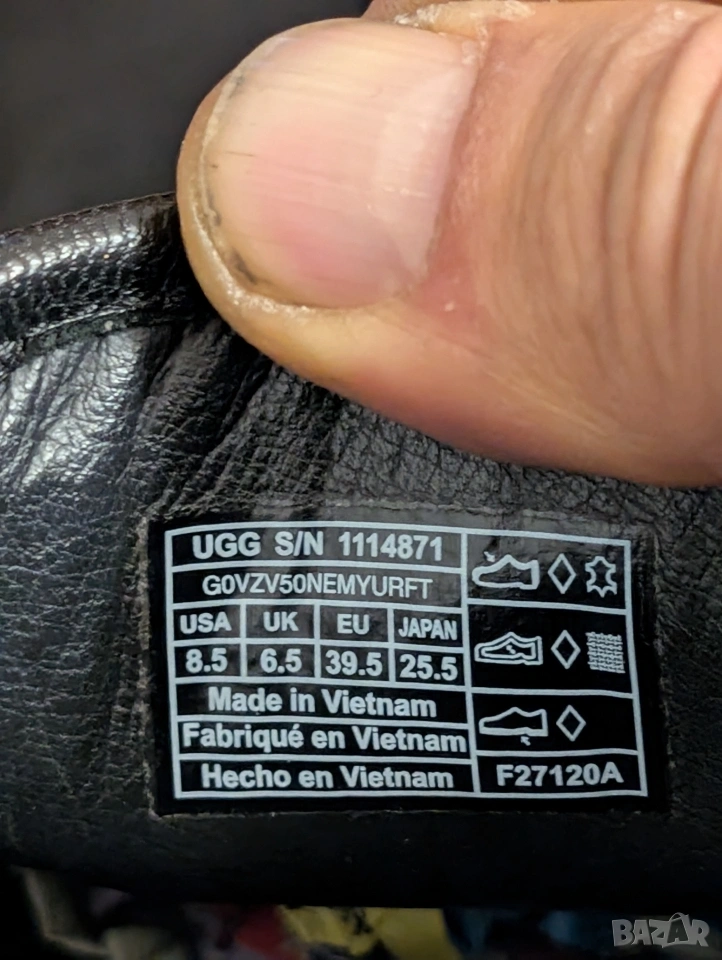 UGG S/N 1114871
G0VZV50NEMYURFT
USA UK EU JAPAN
8.5 6.5 39.5 25.5
Made in Vietnam
Fabriqué en Vietnam
Hecho en Vietnam
F27120A
BAZAR